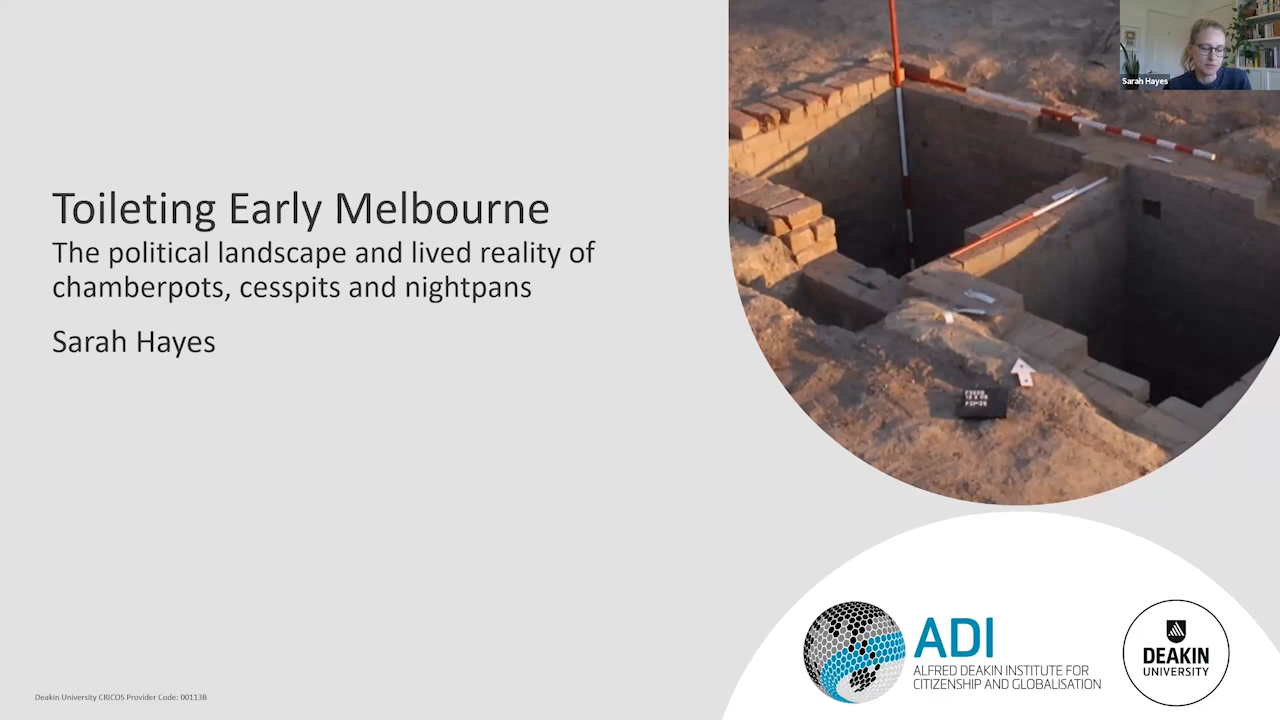 Sarah Hayes
Toileting Early Melbourne
The political landscape and lived reality of
chamberpots, cesspits and nightpans
Sarah Hayes
ADI
ALFRED DEAKIN INSTITUTE FOR
CITIZENSHIP AND GLOBALISATION
DEAKIN
UNIVERSITY
Deakin University CRICOS Provider Code: 00113B